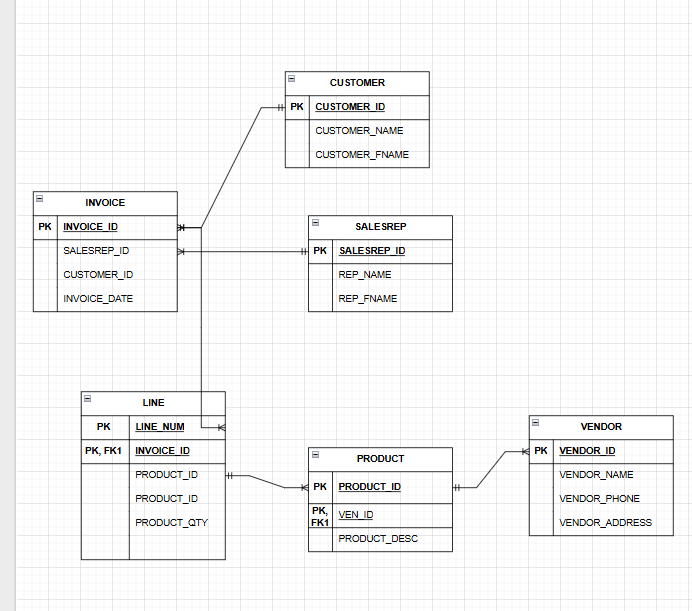 CUSTOMER
PK CUSTOMER_ID
CUSTOMER_NAME
CUSTOMER_FNAME
INVOICE
PK INVOICE_ID
SALESREP_ID
CUSTOMER_ID
INVOICE_DATE
SALESREP
PK SALESREP_ID
REP_NAME
REP_FNAME
LINE
PK LINE_NUM
PK, FK1 INVOICE_ID
PRODUCT_ID
PRODUCT_ID
PRODUCT_QTY
PRODUCT
PK PRODUCT_ID
PK,
FK1 VEN_ID
PRODUCT_DESC
VENDOR
PK VENDOR_ID
VENDOR_NAME
VENDOR_PHONE
VENDOR_ADDRESS